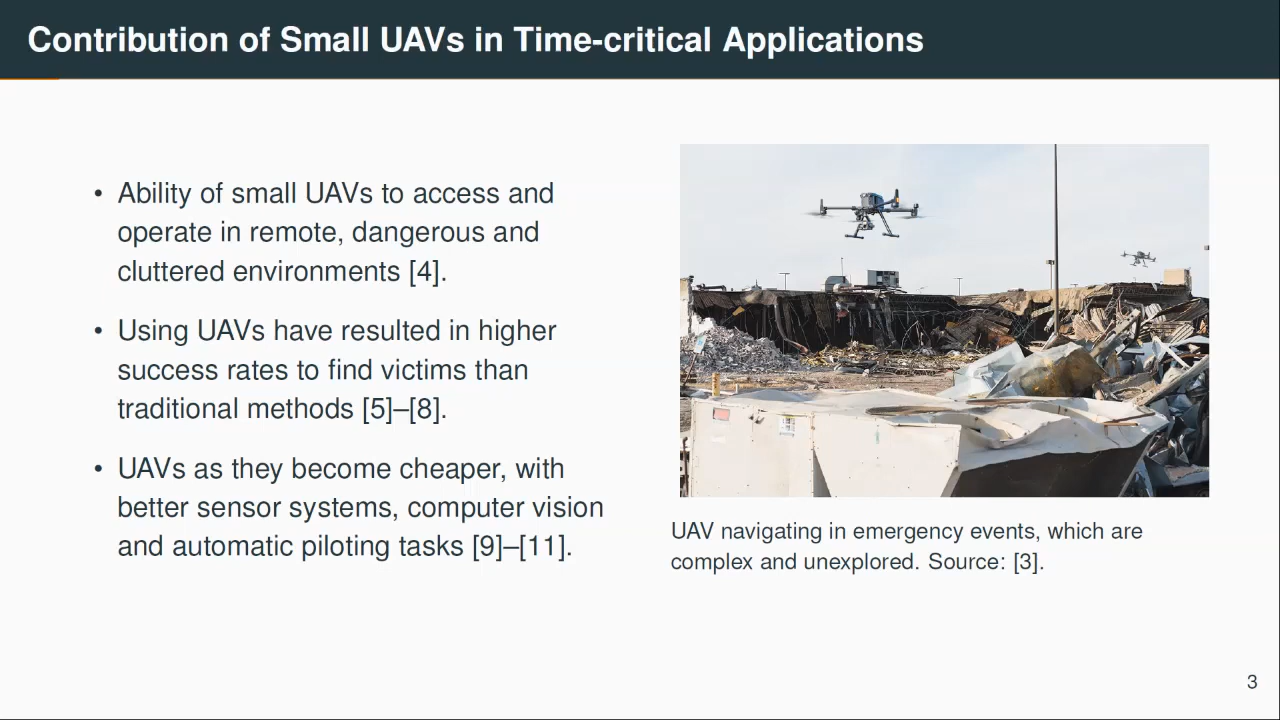 Contribution of Small UAVs in Time-critical Applications
• Ability of small UAVs to access and
operate in remote, dangerous and
cluttered environments [4].
• Using UAVs have resulted in higher
success rates to find victims than
traditional methods [5]–[8].
• UAVs as they become cheaper, with
better sensor systems, computer vision
and automatic piloting tasks [9]–[11].
UAV navigating in emergency events, which are
complex and unexplored. Source: [3].
3